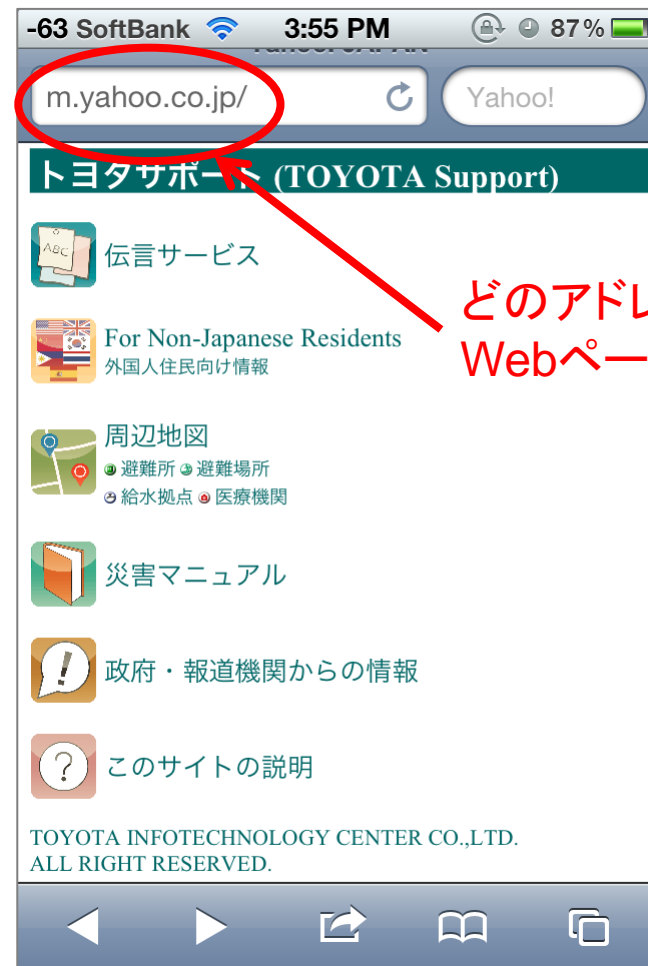 -63 SoftBank 3:55 PM 87%
m.yahoo.co.jp/ Yahoo!
トヨタサポート (TOYOTA Support)
ABC
伝言サービス
For Non-Japanese Residents
外国人住民向け情報
どのアドレ
Webペー
周辺地図
避難所 避難場所
給水拠点 医療機関
災害マニュアル
政府・報道機関からの情報
このサイトの説明
TOYOTA INFOTECHNOLOGY CENTER CO.,LTD.
ALL RIGHT RESERVED.